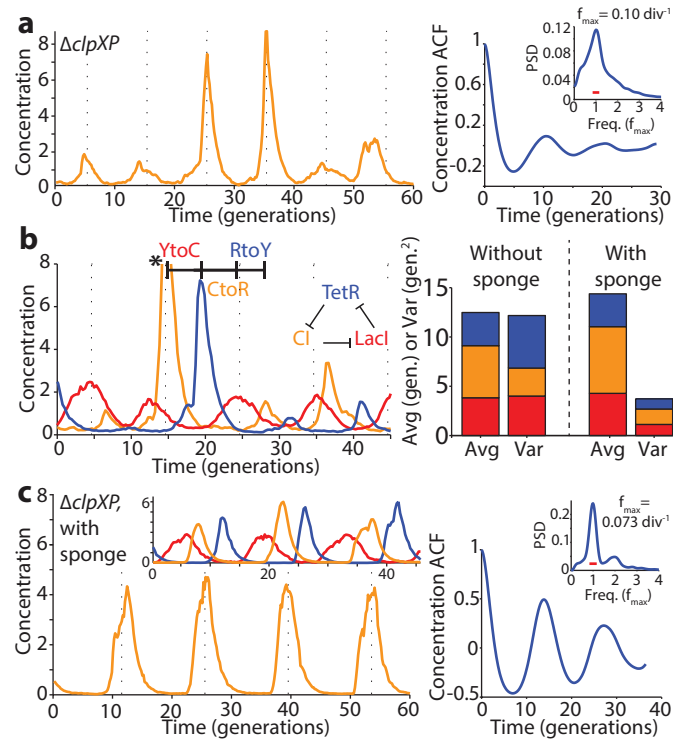 a
ΔclpXP
Concentration
8
6
4
2
0
0 10 20 30 40 50 60
Time (generations)
Concentration ACF
1
0.6
0.2
−0.2
0 10 20 30
Time (generations)
f_max = 0.10 div⁻¹
PSD
0.12
0.08
0.04
0 1 2 3 4
Freq. (f_max)
b
*
YtoC RtoY
CtoR
TetR
CI LacI
Concentration
8
6
4
2
0
0 10 20 30 40
Time (generations)
Avg (gen.) or Var (gen.²)
Without sponge
With sponge
15
10
5
0
Avg Var Avg Var
c
ΔclpXP,
with
sponge
Concentration
8
6
4
2
0
6
0 20 40
0 10 20 30 40 50 60
Time (generations)
Concentration ACF
1
0.5
0
−0.5
0 10 20 30 40
Time (generations)
f_max =
0.073 div⁻¹
PSD
0.2
0.1
0
0 1 2 3 4
Freq. (f_max)